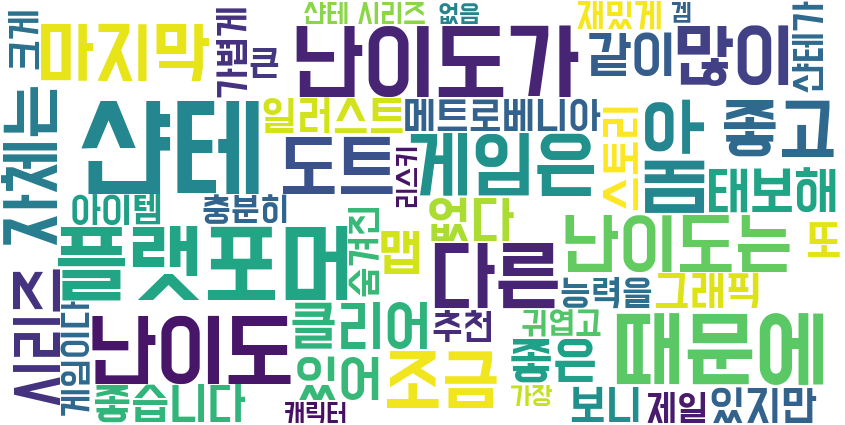 샨테 시리즈
없음
재밌게
겜
크게
마지막
가볍게
큰
난이도가
같이
많이
샨테가
자체는
샨테
일러스트
메트로베니아
도트
게임은
리스키
스토리
아
좋고
봄
태보해
아이템
충분히
숨겨진
맵
없다
플랫포머
다른
난이도는
또
능력을
그래픽
시리즈
게임이다
난이도
클리어
추천
귀엽고
때문에
좋은
있어
조금
좋습니다
캐릭터
가장
보니
제일
있지만